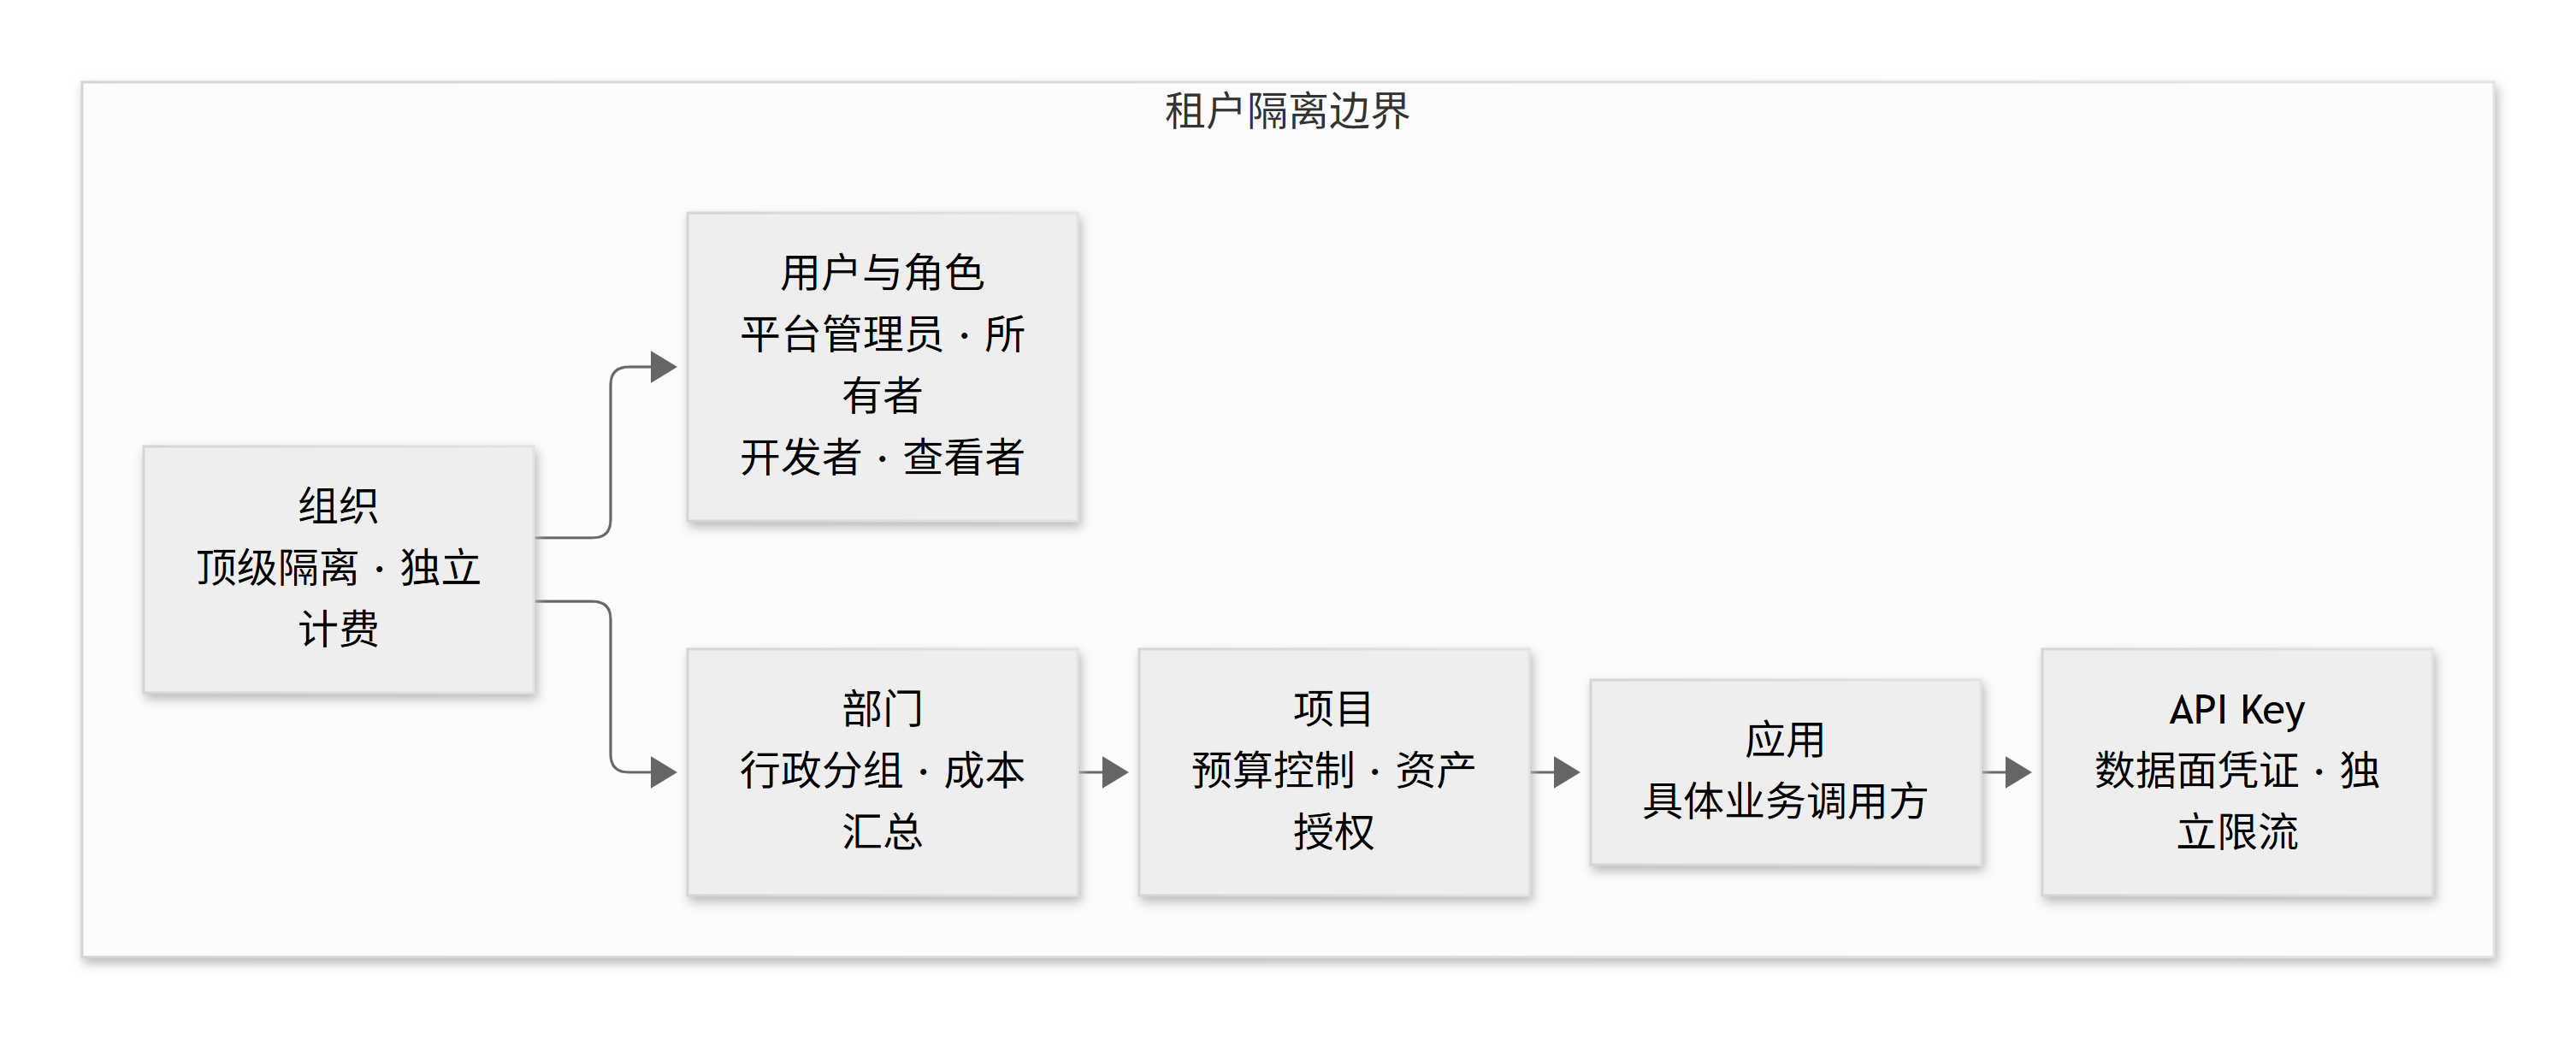 租户隔离边界
用户与角色
平台管理员 · 所
有者
开发者 · 查看者
组织
顶级隔离 · 独立
计费
部门
行政分组 · 成本
汇总
项目
预算控制 · 资产
授权
应用
具体业务调用方
API Key
数据面凭证 · 独
立限流